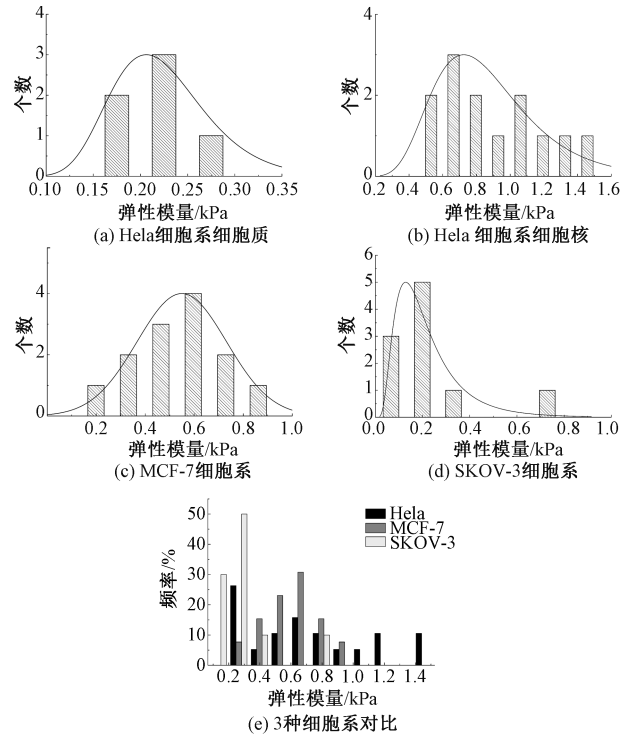 4
3
2
1
0
个数
0.10 0.15 0.20 0.25 0.30 0.35
弹性模量/kPa
(a) Hela细胞系细胞质
4
3
2
1
0
个数
0.2 0.4 0.6 0.8 1.0 1.2 1.4 1.6
弹性模量/kPa
(b) Hela 细胞系细胞核
4
2
0
个数
0.2 0.4 0.6 0.8 1.0
弹性模量/kPa
(c) MCF-7细胞系
6
5
4
3
2
1
0
个数
0.0 0.2 0.4 0.6 0.8 1.0
弹性模量/kPa
(d) SKOV-3细胞系
50
40
30
20
10
0
频率/%
Hela
MCF-7
SKOV-3
0.2 0.4 0.6 0.8 1.0 1.2 1.4
弹性模量/kPa
(e) 3种细胞系对比